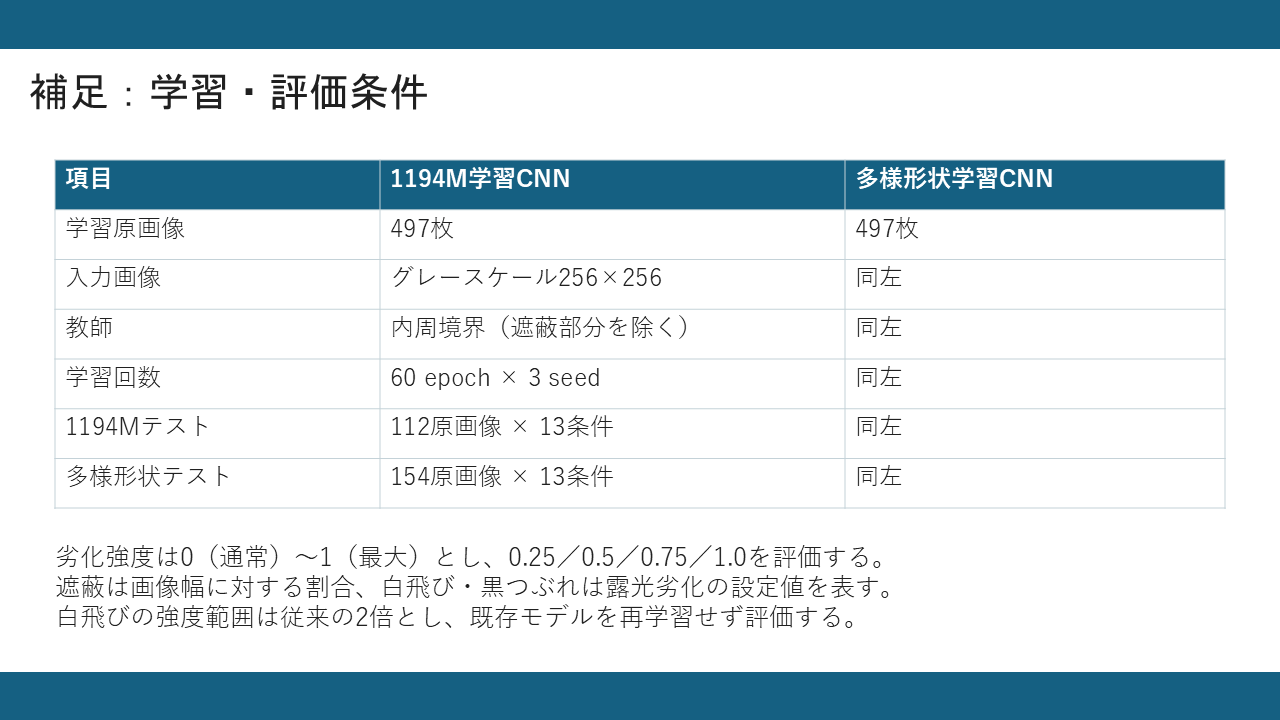 補足：学習・評価条件
項目 1194M学習CNN 多様形状学習CNN
学習原画像 497枚 497枚
入力画像 グレースケール256×256 同左
教師 内周境界（遮蔽部分を除く） 同左
学習回数 60 epoch × 3 seed 同左
1194Mテスト 112原画像 × 13条件 同左
多様形状テスト 154原画像 × 13条件 同左
劣化強度は0（通常）～1（最大）とし、0.25／0.5／0.75／1.0を評価する。
遮蔽は画像幅に対する割合、白飛び・黒つぶれは露光劣化の設定値を表す。
白飛びの強度範囲は従来の2倍とし、既存モデルを再学習せず評価する。